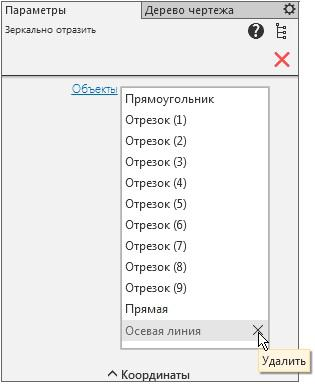 Параметры
Дерево чертежа
Зеркально отразить
Объекты
Прямоугольник
Отрезок (1)
Отрезок (2)
Отрезок (3)
Отрезок (4)
Отрезок (5)
Отрезок (6)
Отрезок (7)
Отрезок (8)
Отрезок (9)
Прямая
Осевая линия
Удалить
Координаты